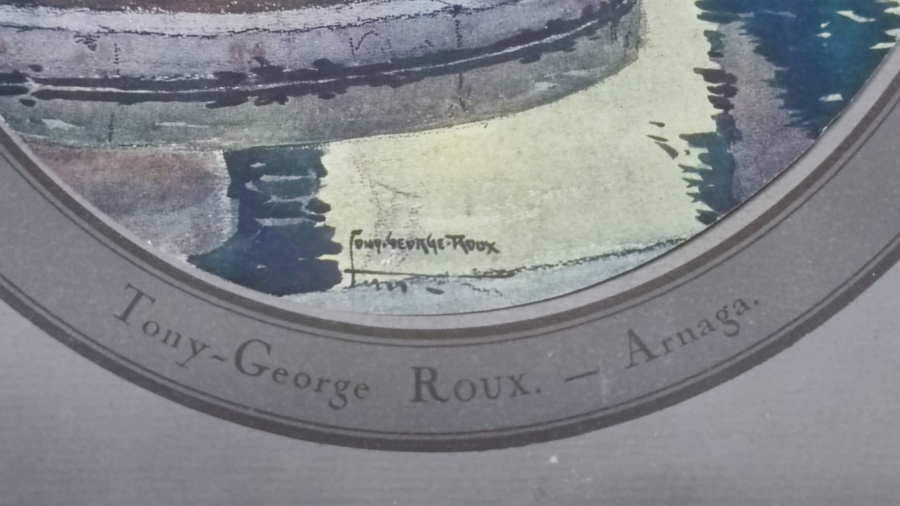 Tony-George-Roux
Tony-George Roux. — Arnaga.